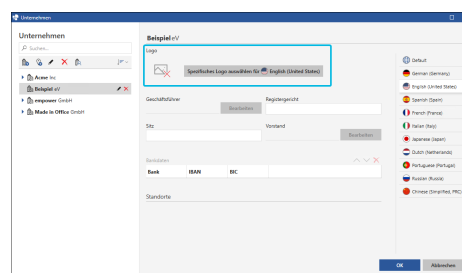 Unternehmen
Unternehmen
Suchen...
Acme Inc
Beispiel eV
empower GmbH
Made in Office GmbH
Beispiel eV
Logo
Spezifisches Logo auswählen für English (United States)
Geschäftsführer
Bearbeiten
Registergericht
Sitz
Vorstand
Bearbeiten
Bankdaten
Bank IBAN BIC
Standorte
Default
German (Germany)
English (United States)
Spanish (Spain)
French (France)
Italian (Italy)
Japanese (Japan)
Dutch (Netherlands)
Portuguese (Portugal)
Russian (Russia)
Chinese (Simplified, PRC)
OK Abbrechen